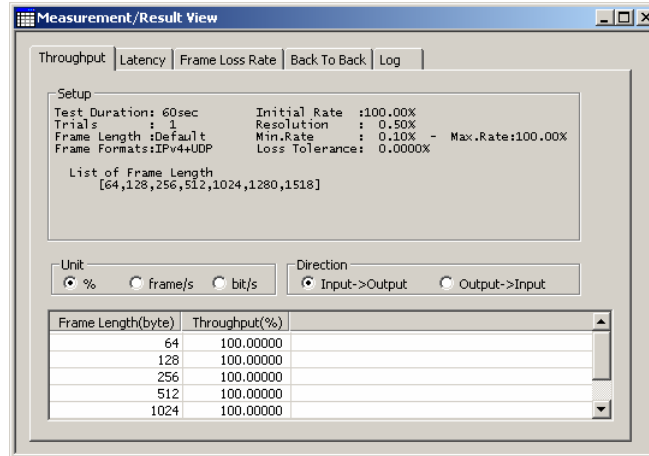 Measurement/Result View
Throughput Latency Frame Loss Rate Back To Back Log
Setup
Test Duration: 60sec Initial Rate :100.00%
Trials : 1 Resolution : 0.50%
Frame Length :Default Min.Rate : 0.10% - Max.Rate:100.00%
Frame Formats:IPv4+UDP Loss Tolerance: 0.0000%
List of Frame Length
[64,128,256,512,1024,1280,1518]
Unit Direction
% frame/s bit/s Input->Output Output->Input
Frame Length(byte) Throughput(%)
64 100.00000
128 100.00000
256 100.00000
512 100.00000
1024 100.00000